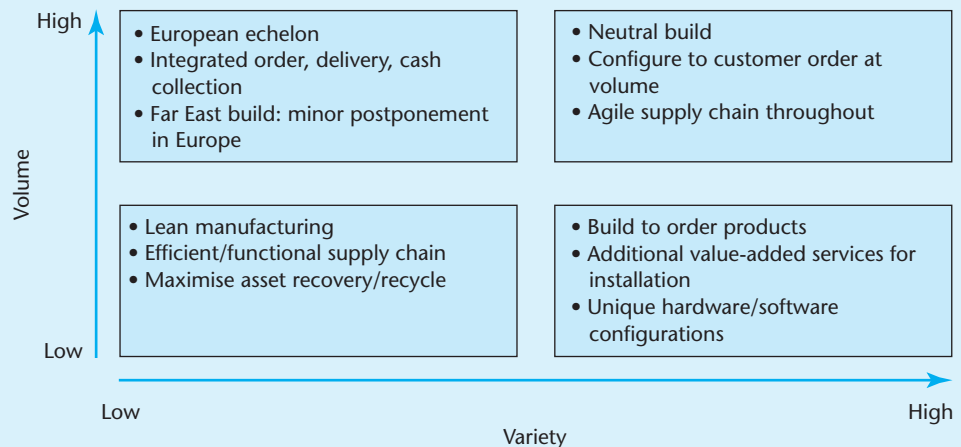 High
• European echelon
• Integrated order, delivery, cash
collection
• Far East build: minor postponement
in Europe
• Neutral build
• Configure to customer order at
volume
• Agile supply chain throughout
Volume
• Lean manufacturing
• Efficient/functional supply chain
• Maximise asset recovery/recycle
• Build to order products
• Additional value-added services for
installation
• Unique hardware/software
configurations
Low
Low
High
Variety